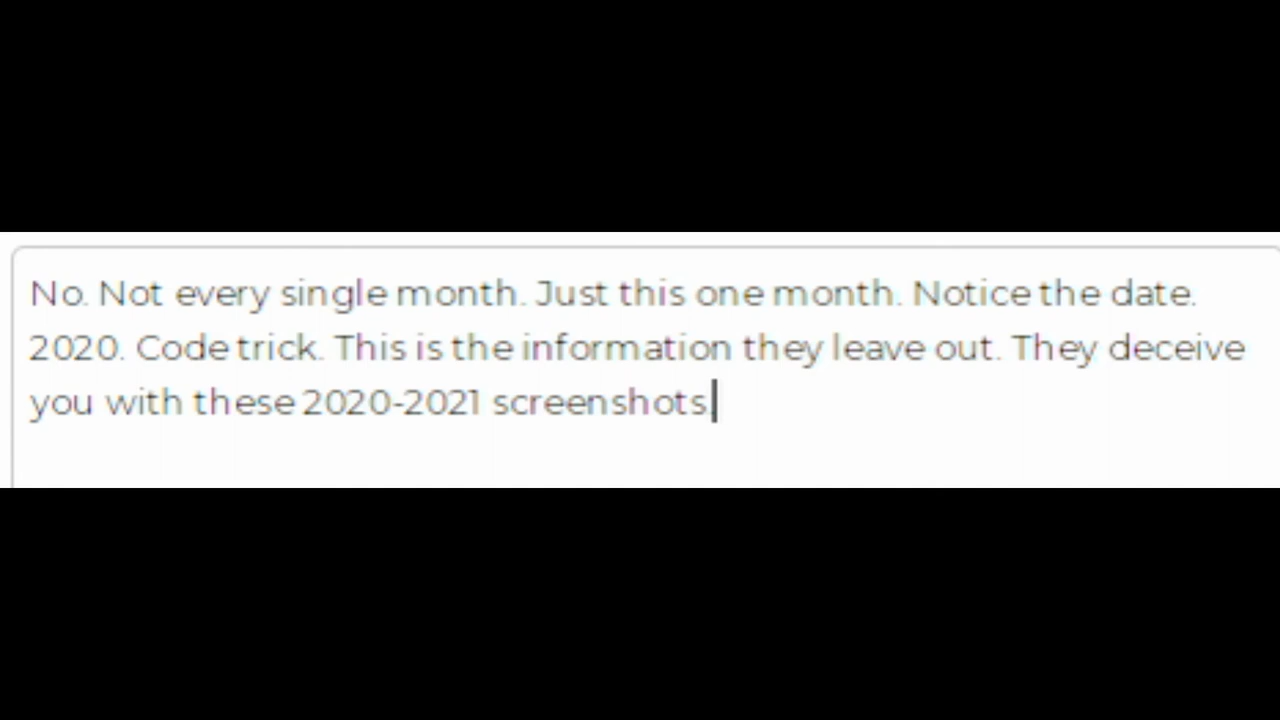 No. Not every single month. Just this one month. Notice the date.
2020. Code trick. This is the information they leave out. They deceive
you with these 2020-2021 screenshots.